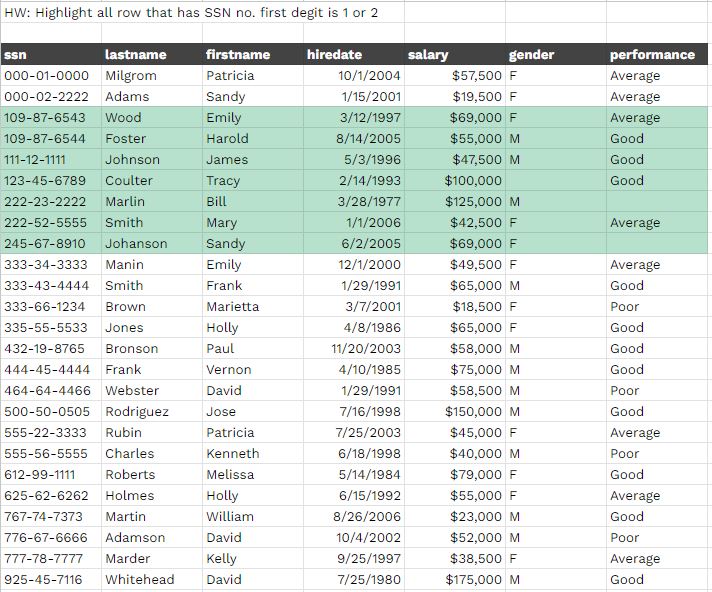 HW: Highlight all row that has SSN no. first degit is 1 or 2
ssn lastname firstname hiredate salary gender performance
000-01-0000 Milgrom Patricia 10/1/2004 $57,500 F Average
000-02-2222 Adams Sandy 1/15/2001 $19,500 F Average
109-87-6543 Wood Emily 3/12/1997 $69,000 F Average
109-87-6544 Foster Harold 8/14/2005 $55,000 M Good
111-12-1111 Johnson James 5/3/1996 $47,500 M Good
123-45-6789 Coulter Tracy 2/14/1993 $100,000 Good
222-23-2222 Marlin Bill 3/28/1977 $125,000 M
222-52-5555 Smith Mary 1/1/2006 $42,500 F Average
245-67-8910 Johanson Sandy 6/2/2005 $69,000 F
333-34-3333 Manin Emily 12/1/2000 $49,500 F Average
333-43-4444 Smith Frank 1/29/1991 $65,000 M Good
333-66-1234 Brown Marietta 3/7/2001 $18,500 F Poor
335-55-5533 Jones Holly 4/8/1986 $65,000 F Good
432-19-8765 Bronson Paul 11/20/2003 $58,000 M Good
444-45-4444 Frank Vernon 4/10/1985 $75,000 M Good
464-64-4466 Webster David 1/29/1991 $58,500 M Poor
500-50-0505 Rodriguez Jose 7/16/1998 $150,000 M Good
555-22-3333 Rubin Patricia 7/25/2003 $45,000 F Average
555-56-5555 Charles Kenneth 6/18/1998 $40,000 M Poor
612-99-1111 Roberts Melissa 5/14/1984 $79,000 F Good
625-62-6262 Holmes Holly 6/15/1992 $55,000 F Average
767-74-7373 Martin William 8/26/2006 $23,000 M Good
776-67-6666 Adamson David 10/4/2002 $52,000 M Poor
777-78-7777 Marder Kelly 9/25/1997 $38,500 F Average
925-45-7116 Whitehead David 7/25/1980 $175,000 M Good